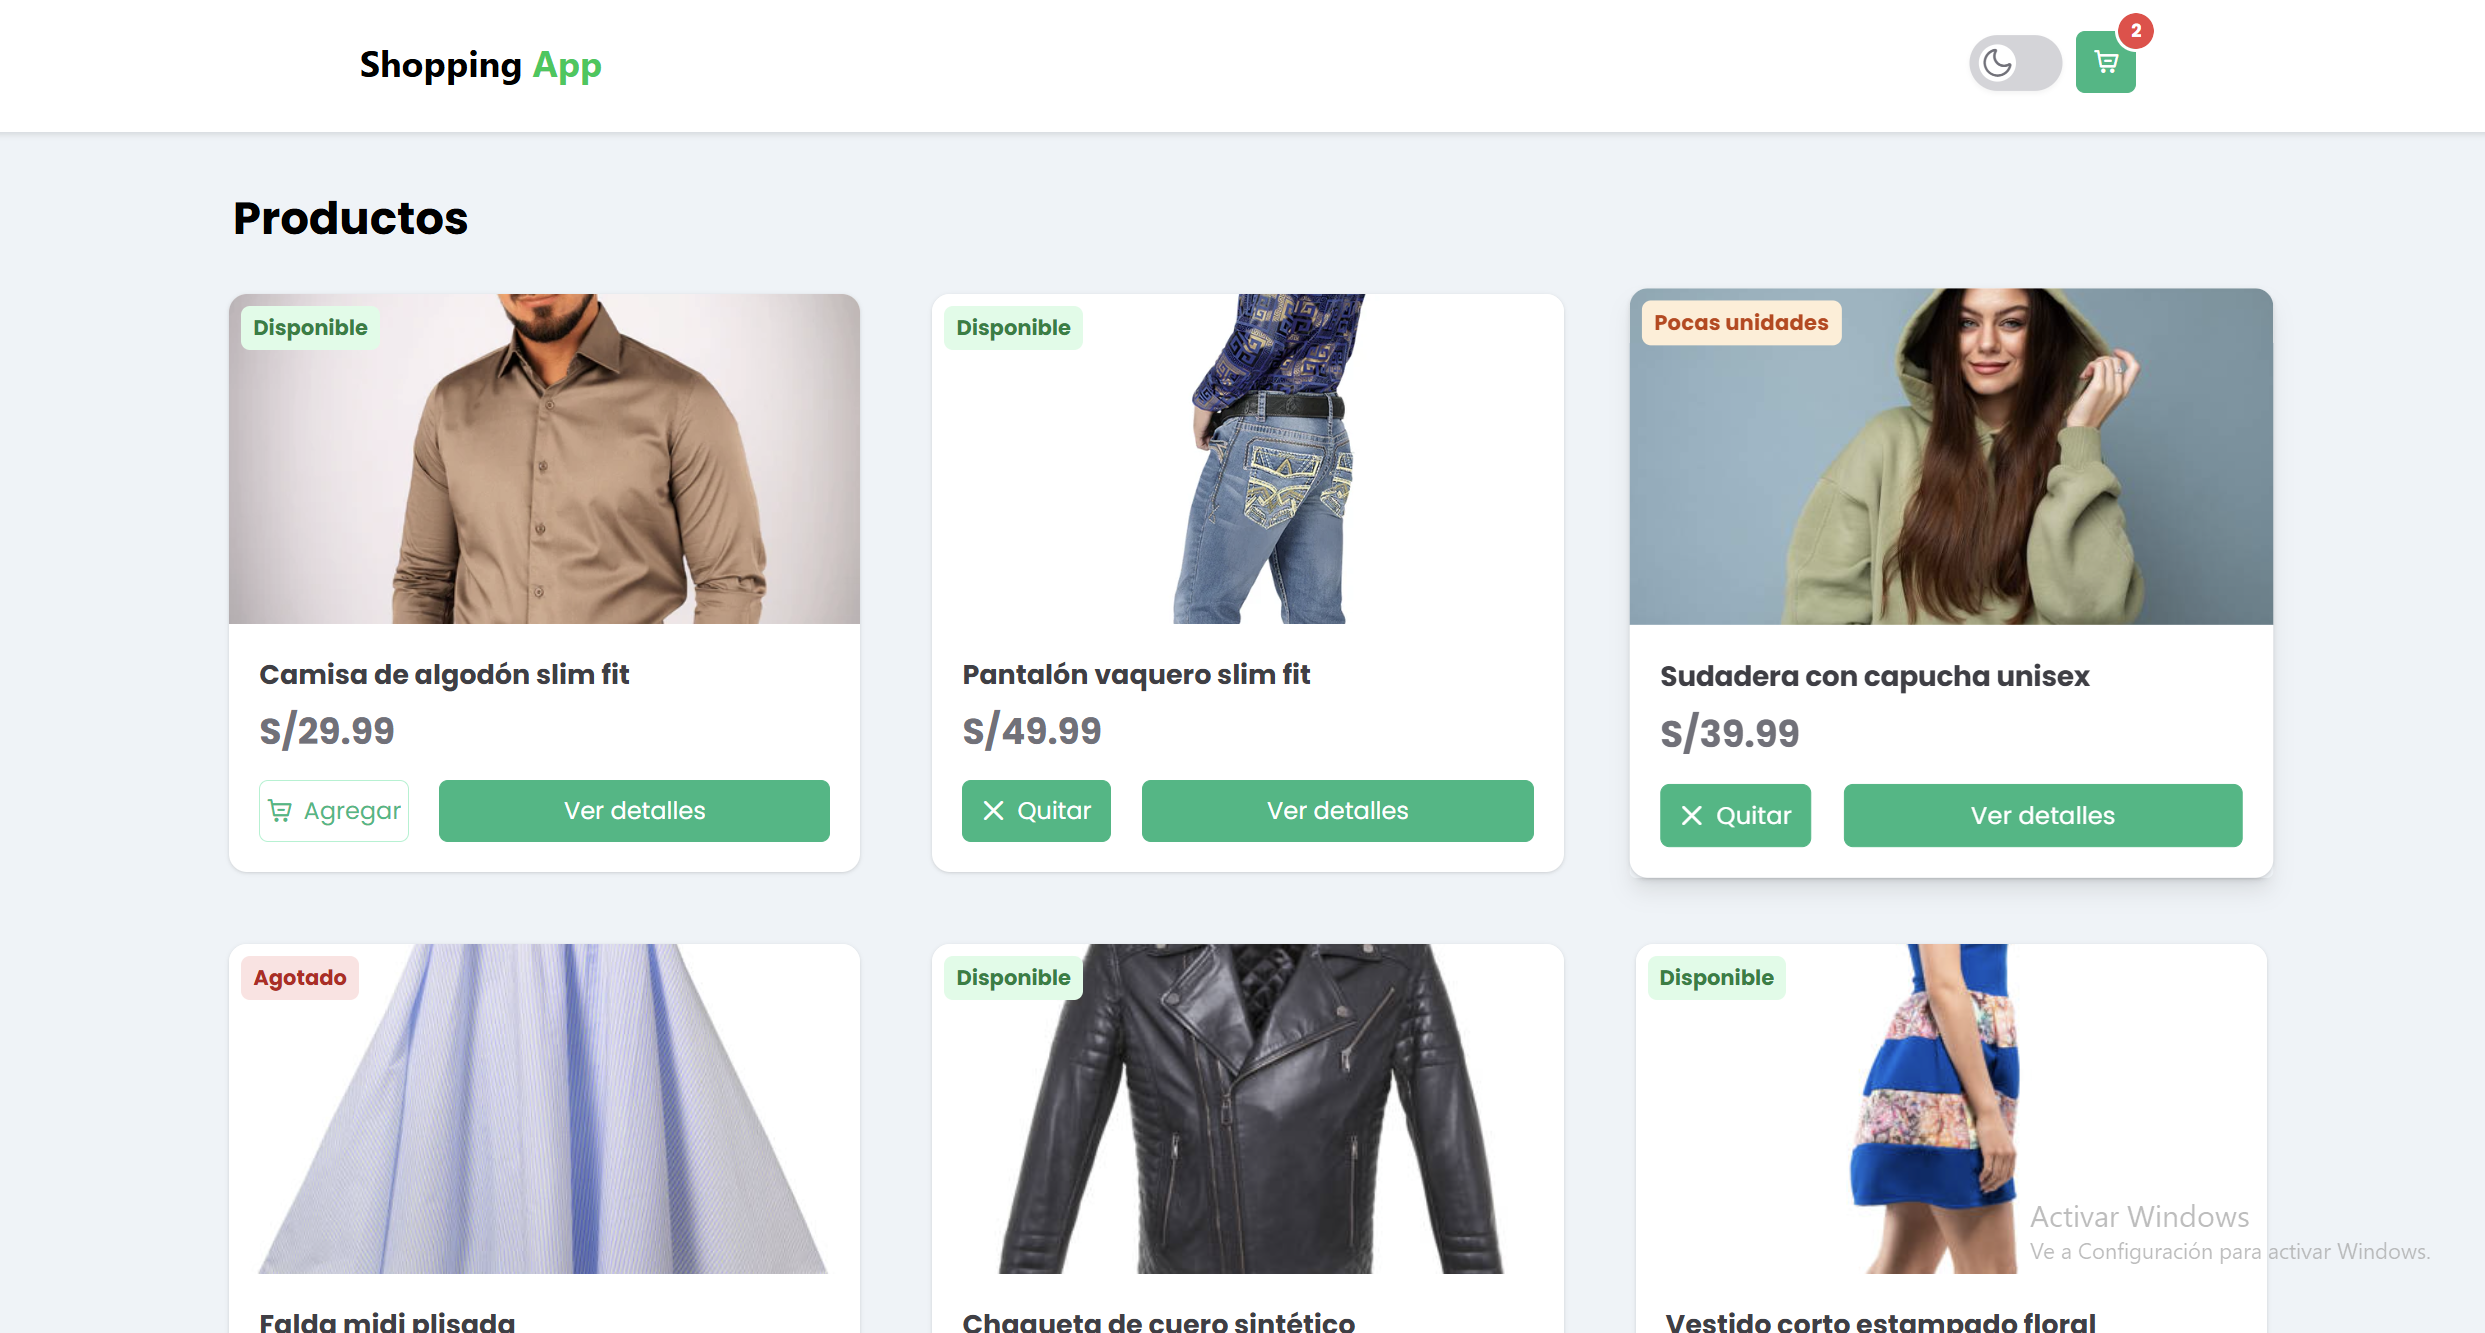 Shopping App
2
Productos
Disponible
Disponible
Pocas unidades
Camisa de algodón slim fit
S/29.99
Agregar
Ver detalles
Pantalón vaquero slim fit
S/49.99
Quitar
Ver detalles
Sudadera con capucha unisex
S/39.99
Quitar
Ver detalles
Agotado
Disponible
Disponible
Falda midi plisada
Chaqueta de cuero sintético
Vestido corto estampado floral
Activar Windows
Ve a Configuración para activar Windows.